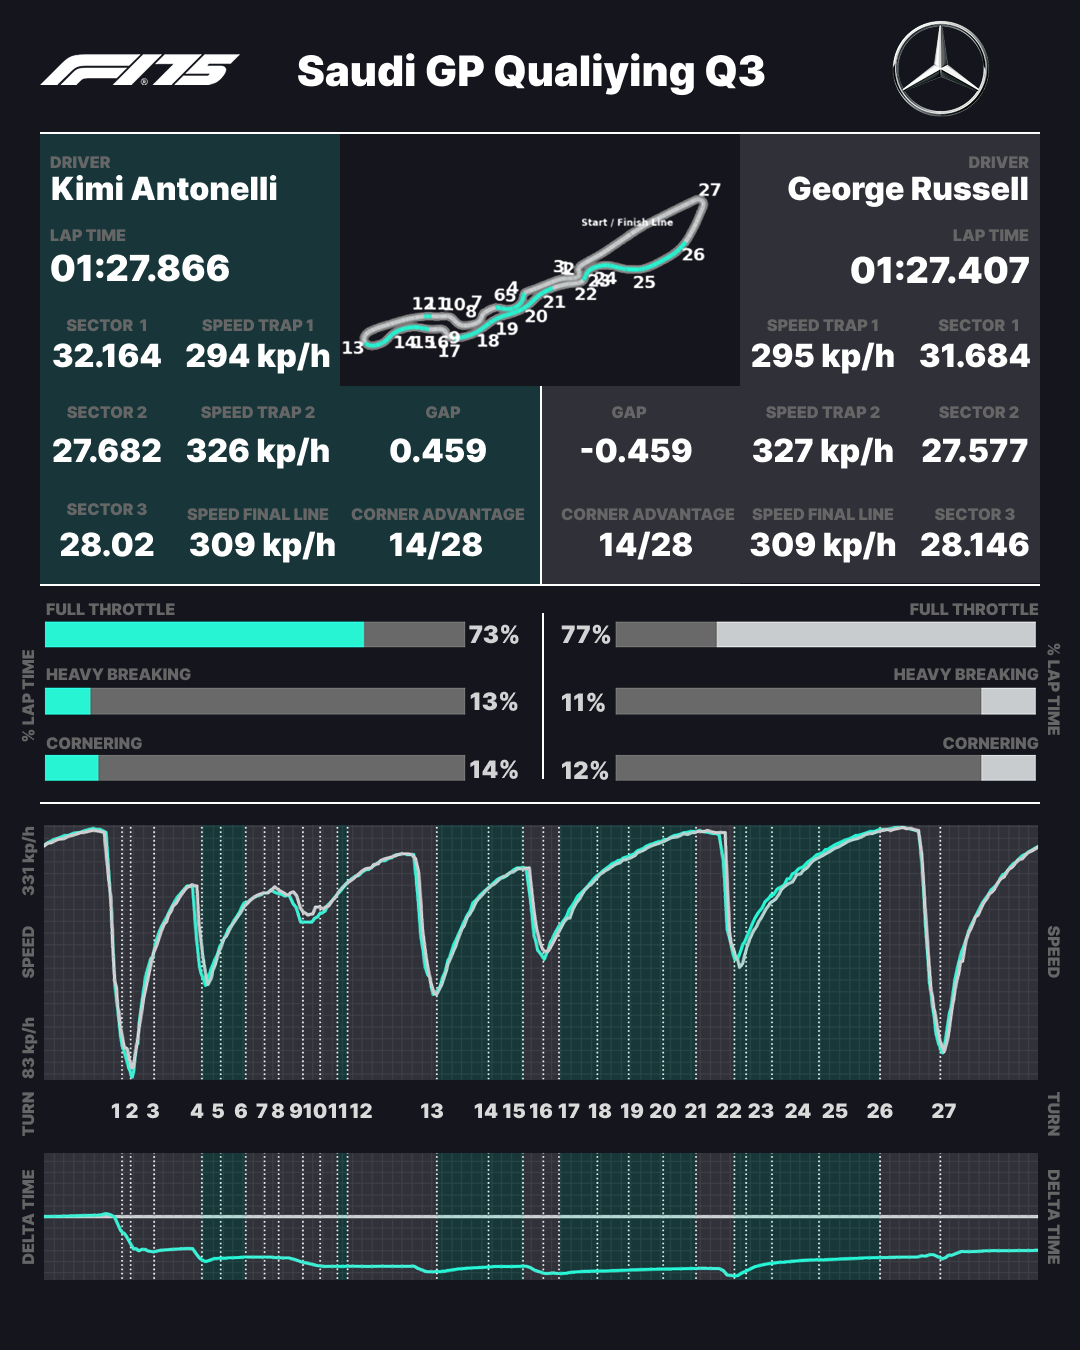 F1.75®
Saudi GP Qualiying Q3
DRIVER
Kimi Antonelli
LAP TIME
01:27.866
SECTOR 1
SPEED TRAP 1
32.164
294 kp/h
SECTOR 2
SPEED TRAP 2
GAP
27.682
326 kp/h
0.459
SECTOR 3
SPEED FINAL LINE
CORNER ADVANTAGE
28.02
309 kp/h
14/28
27
Start / Finish Line
26
25
24
22
21
20
19
18
17
13
14
15
16
9
12
11
10
8
7
6
5
4
3
2
DRIVER
George Russell
LAP TIME
01:27.407
SPEED TRAP 1
SECTOR 1
295 kp/h
31.684
GAP
SPEED TRAP 2
SECTOR 2
-0.459
327 kp/h
27.577
CORNER ADVANTAGE
SPEED FINAL LINE
SECTOR 3
14/28
309 kp/h
28.146
% LAP TIME
FULL THROTTLE
73%
HEAVY BREAKING
13%
CORNERING
14%
FULL THROTTLE
77%
HEAVY BREAKING
11%
CORNERING
12%
% LAP TIME
331 kp/h
SPEED
83 kp/h
SPEED
TURN
1 2 3 4 5 6 7 8 9 10 11 12 13 14 15 16 17 18 19 20 21 22 23 24 25 26 27
TURN
DELTA TIME
DELTA TIME